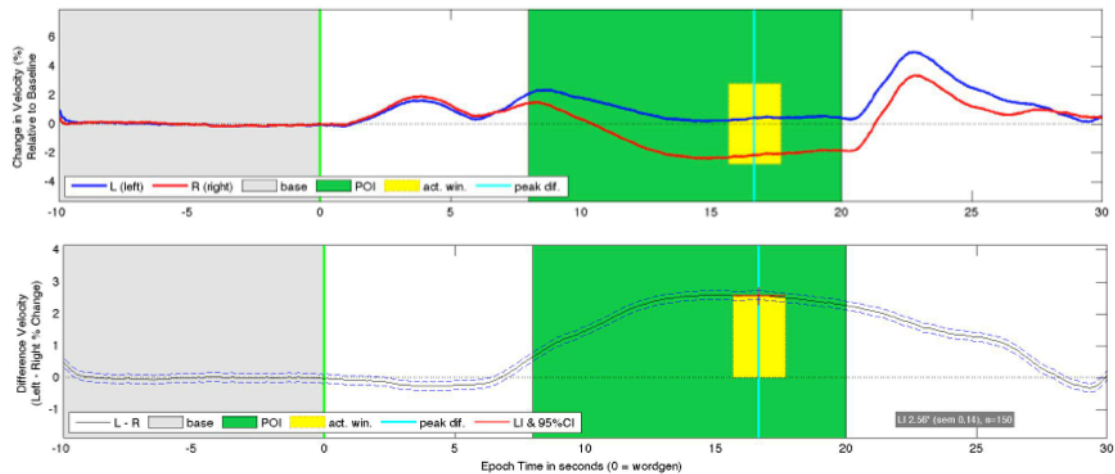 Change in Velocity (%)
Relative to Baseline
6
4
2
0
-2
-4
L (left) R (right) base POI act. win. peak dif.
-10 -5 0 5 10 15 20 25 30
Difference Velocity
(Left - Right % Change)
4
3
2
1
0
-1
L - R base POI act. win. peak dif. LI & 95%CI
LI 2.56* (sem 0.14), n=150
-10 -5 0 5 10 15 20 25 30
Epoch Time in seconds (0 = wordgen)